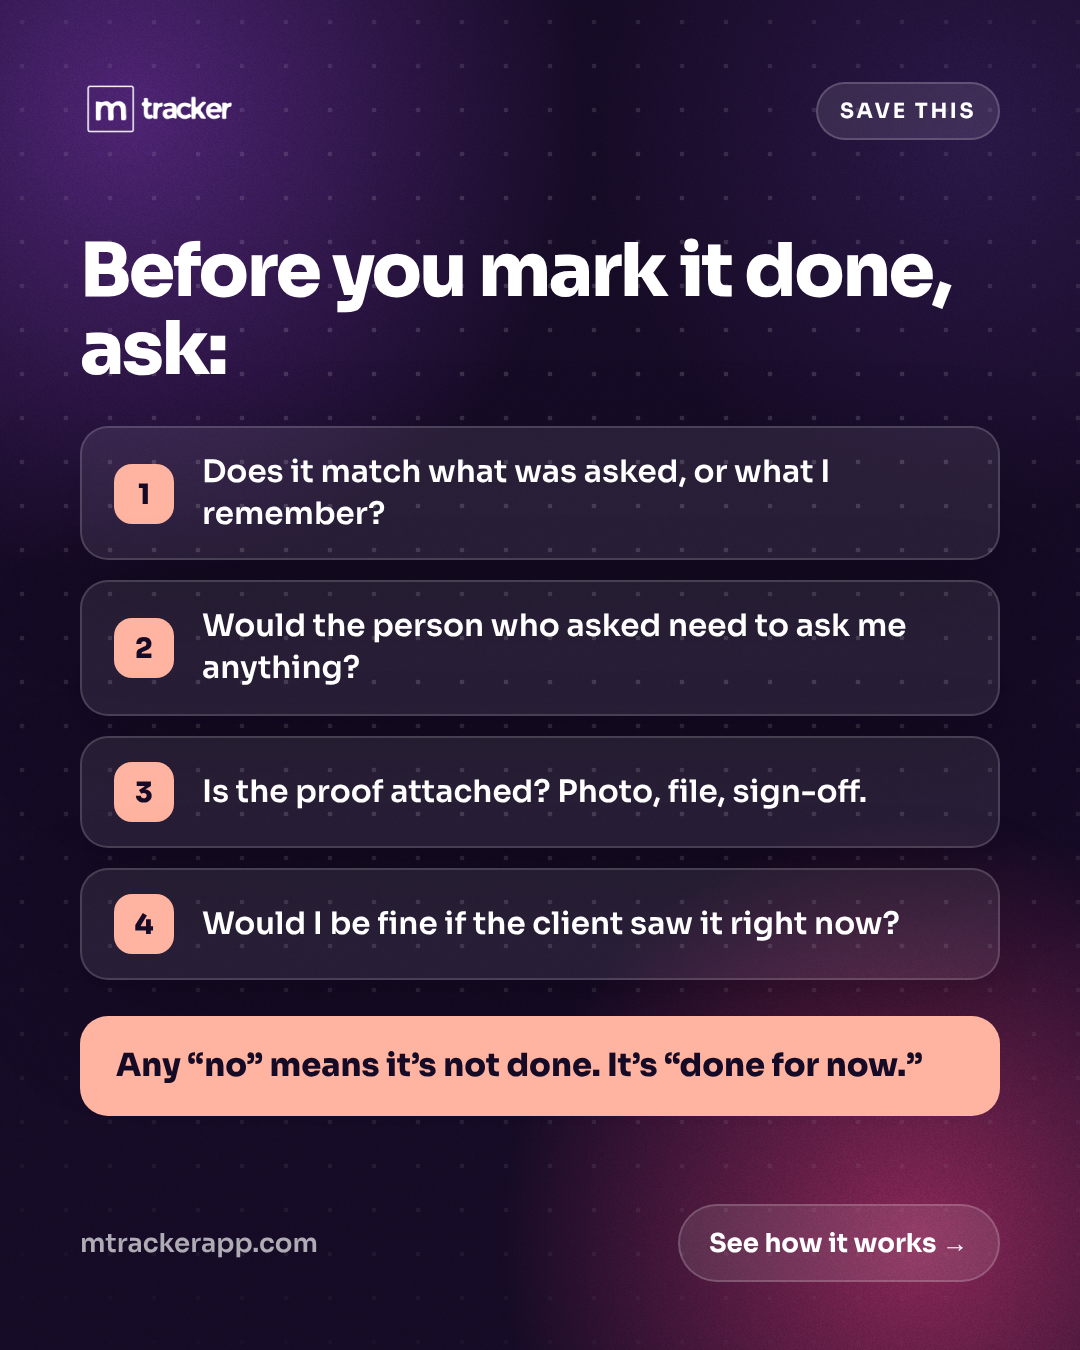 m tracker
SAVE THIS
Before you mark it done,
ask:
1
Does it match what was asked, or what I
remember?
2
Would the person who asked need to ask me
anything?
3
Is the proof attached? Photo, file, sign-off.
4
Would I be fine if the client saw it right now?
Any “no” means it’s not done. It’s “done for now.”
mtrackerapp.com
See how it works →